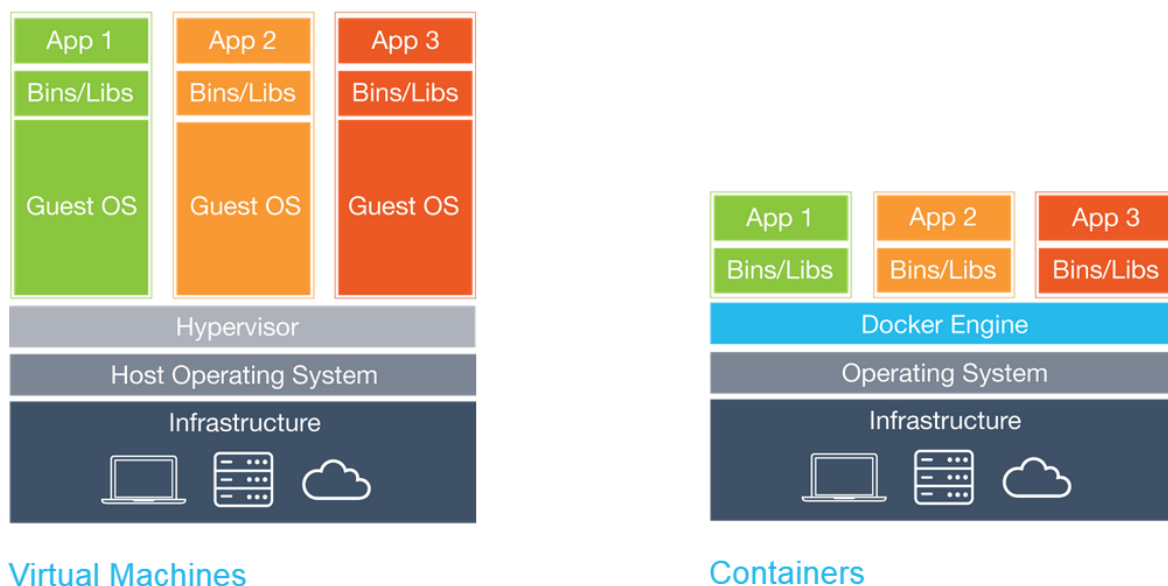 App 1
App 2
App 3
Bins/Libs
Bins/Libs
Bins/Libs
Guest OS
Guest OS
Guest OS
Hypervisor
Host Operating System
Infrastructure
Virtual Machines
App 1
App 2
App 3
Bins/Libs
Bins/Libs
Bins/Libs
Docker Engine
Operating System
Infrastructure
Containers